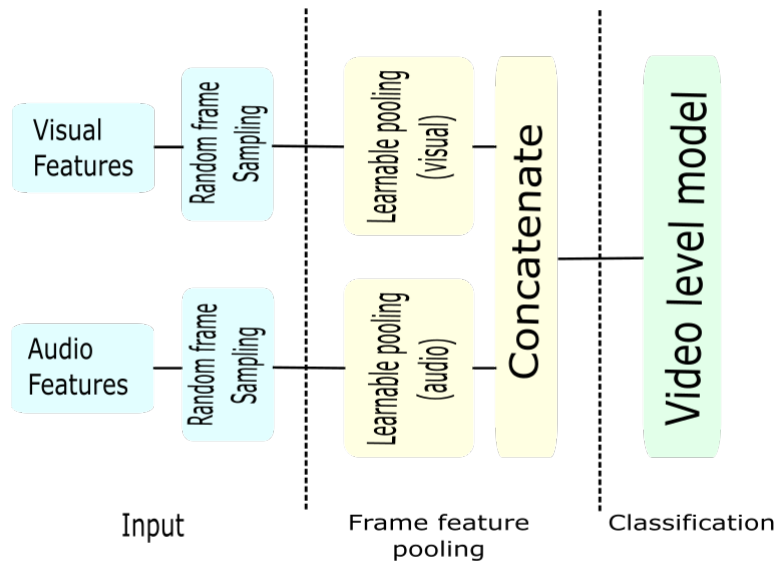 Visual
Features
Random frame
Sampling
Learnable pooling
(visual)
Audio
Features
Random frame
Sampling
Learnable pooling
(audio)
Concatenate
Video level model
Input
Frame feature
pooling
Classification